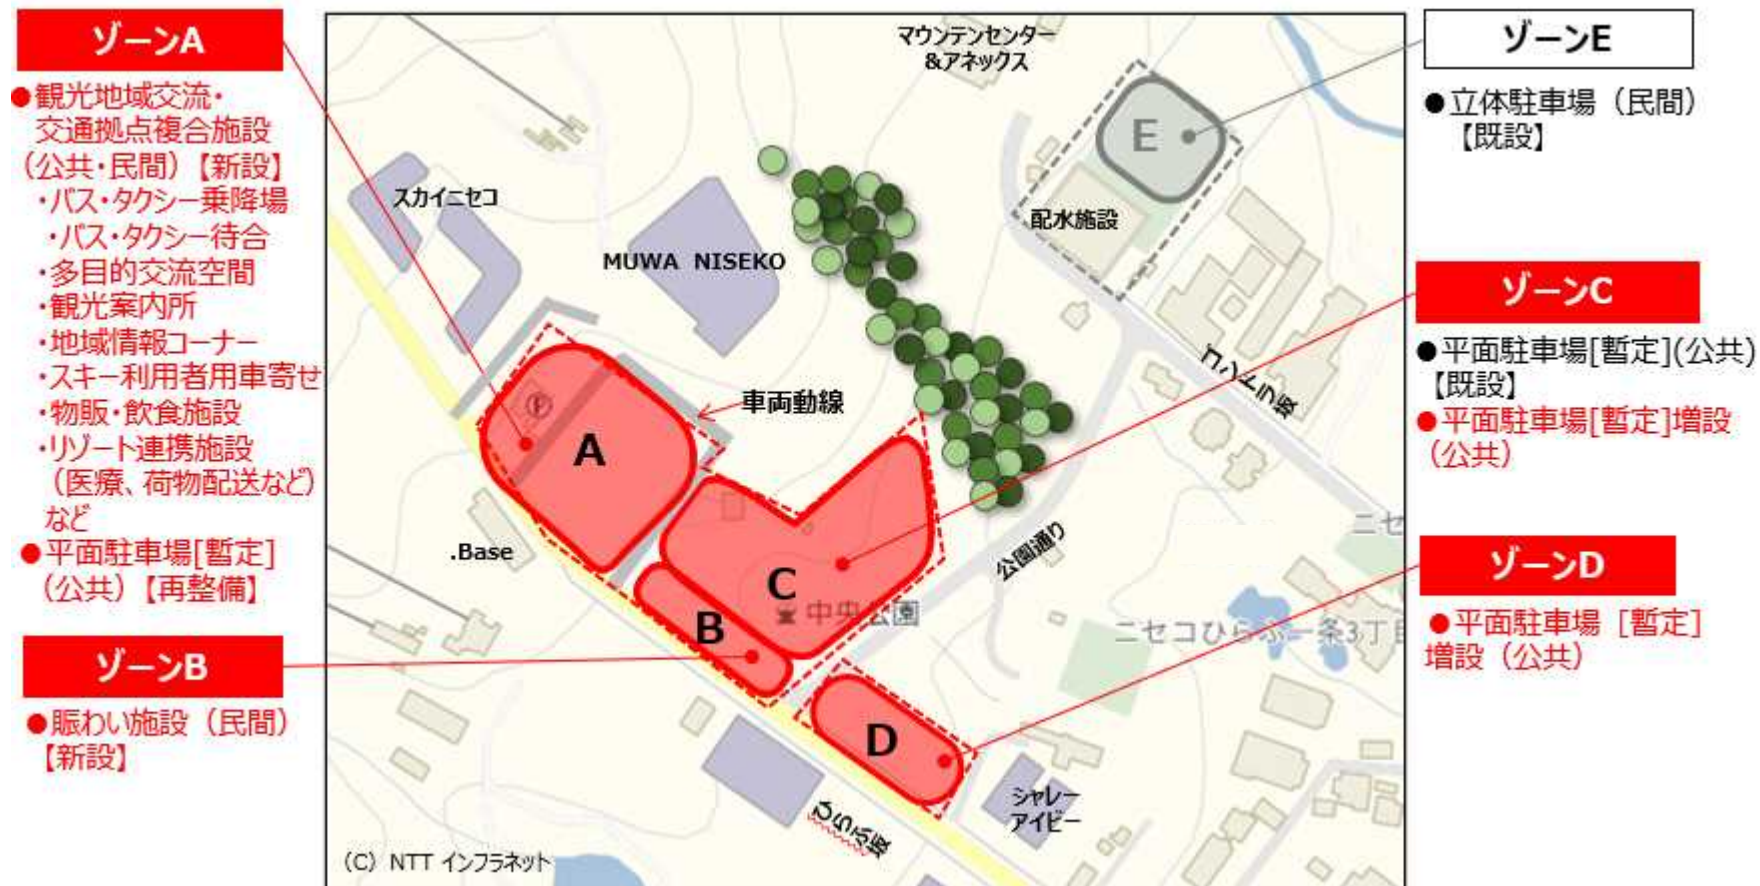 ゾーンA
●観光地域交流・
交通拠点複合施設
(公共・民間)【新設】
・バス・タクシー乗降場
・バス・タクシー待合
・多目的交流空間
・観光案内所
・地域情報コーナー
・スキー利用者用車寄せ
・物販・飲食施設
・リゾート連携施設
(医療、荷物配送など)
など
●平面駐車場[暫定]
(公共)【再整備】
ゾーンB
●賑わい施設(民間)
【新設】
マウンテンセンター
&アネックス
スカイニセコ
MUWA NISEKO
E
配水施設
ゴンドラ坂
車両動線
P
A
.Base
C
B
中央公園
公園通り
ニセ
ニセコひらふ一条3丁目
D
シャレー
アイビー
ひらふ坂
(C) NTT インフラネット
ゾーンE
●立体駐車場(民間)
【既設】
ゾーンC
●平面駐車場[暫定](公共)
【既設】
●平面駐車場[暫定]増設
(公共)
ゾーンD
●平面駐車場[暫定]
増設(公共)